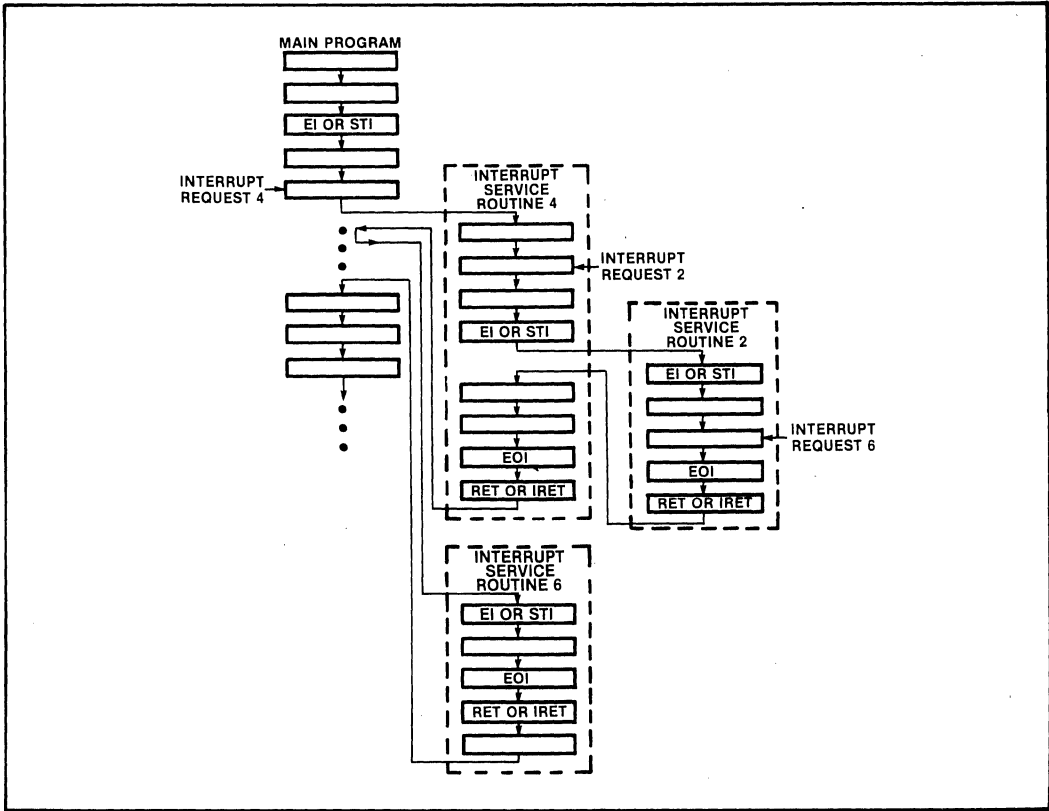 MAIN PROGRAM
EI OR STI
INTERRUPT
REQUEST 4
INTERRUPT
SERVICE
ROUTINE 4
INTERRUPT
REQUEST 2
EI OR STI
INTERRUPT
SERVICE
ROUTINE 2
EI OR STI
INTERRUPT
REQUEST 6
EOI
RET OR IRET
EOI
RET OR IRET
INTERRUPT
SERVICE
ROUTINE 6
EI OR STI
EOI
RET OR IRET